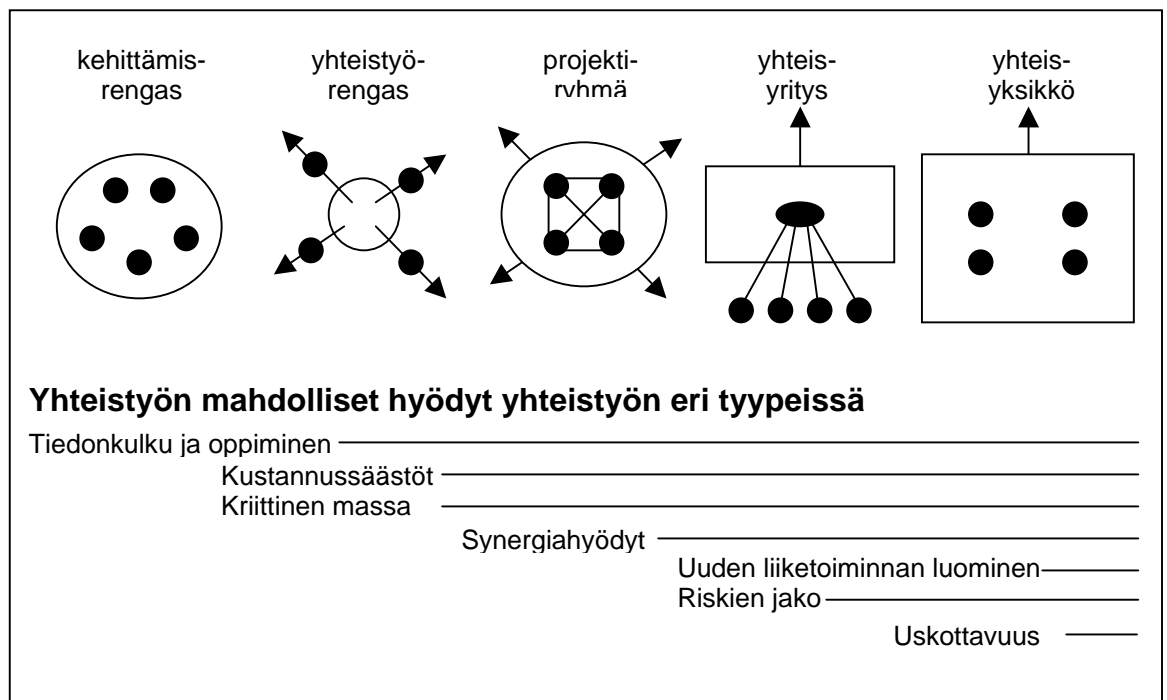 kehittämis-
rengas
yhteistyö-
rengas
projekti-
ryhmä
yhteis-
yritys
yhteis-
yksikkö
Yhteistyön mahdolliset hyödyt yhteistyön eri tyypeissä
Tiedonkulku ja oppiminen
Kustannussäästöt
Kriittinen massa
Synergiahyödyt
Uuden liiketoiminnan luominen
Riskien jako
Uskottavuus